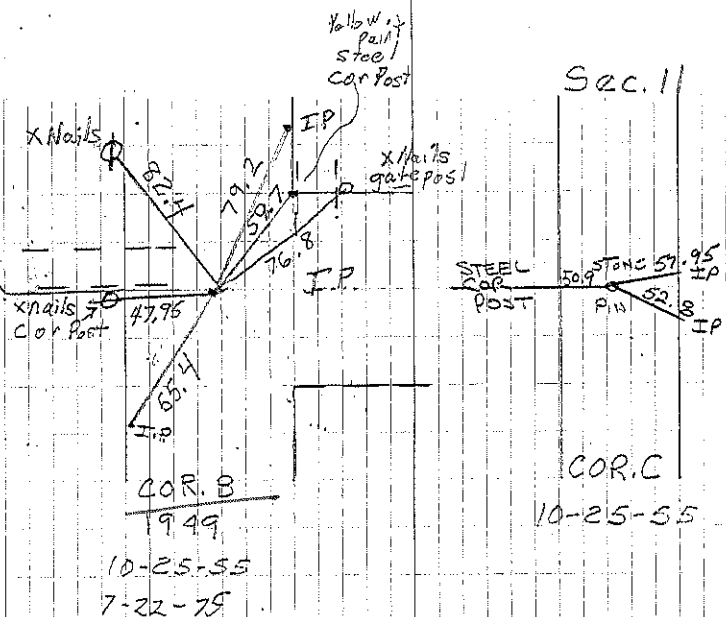 Yellow
paint
steel
Cor Post
Sec. 11
x Nails
I.P.
x Nails
gatepost
82.4
79.2
59.7
76.8
I.P.
x nails
Cor Post
47.95
65.4
I.P.
STEEL
COR
POST
50.9
STONE
57.95
IP
PIN
52.8
IP
COR. B
1949
10-25-55
7-22-75
COR. C
10-25-55